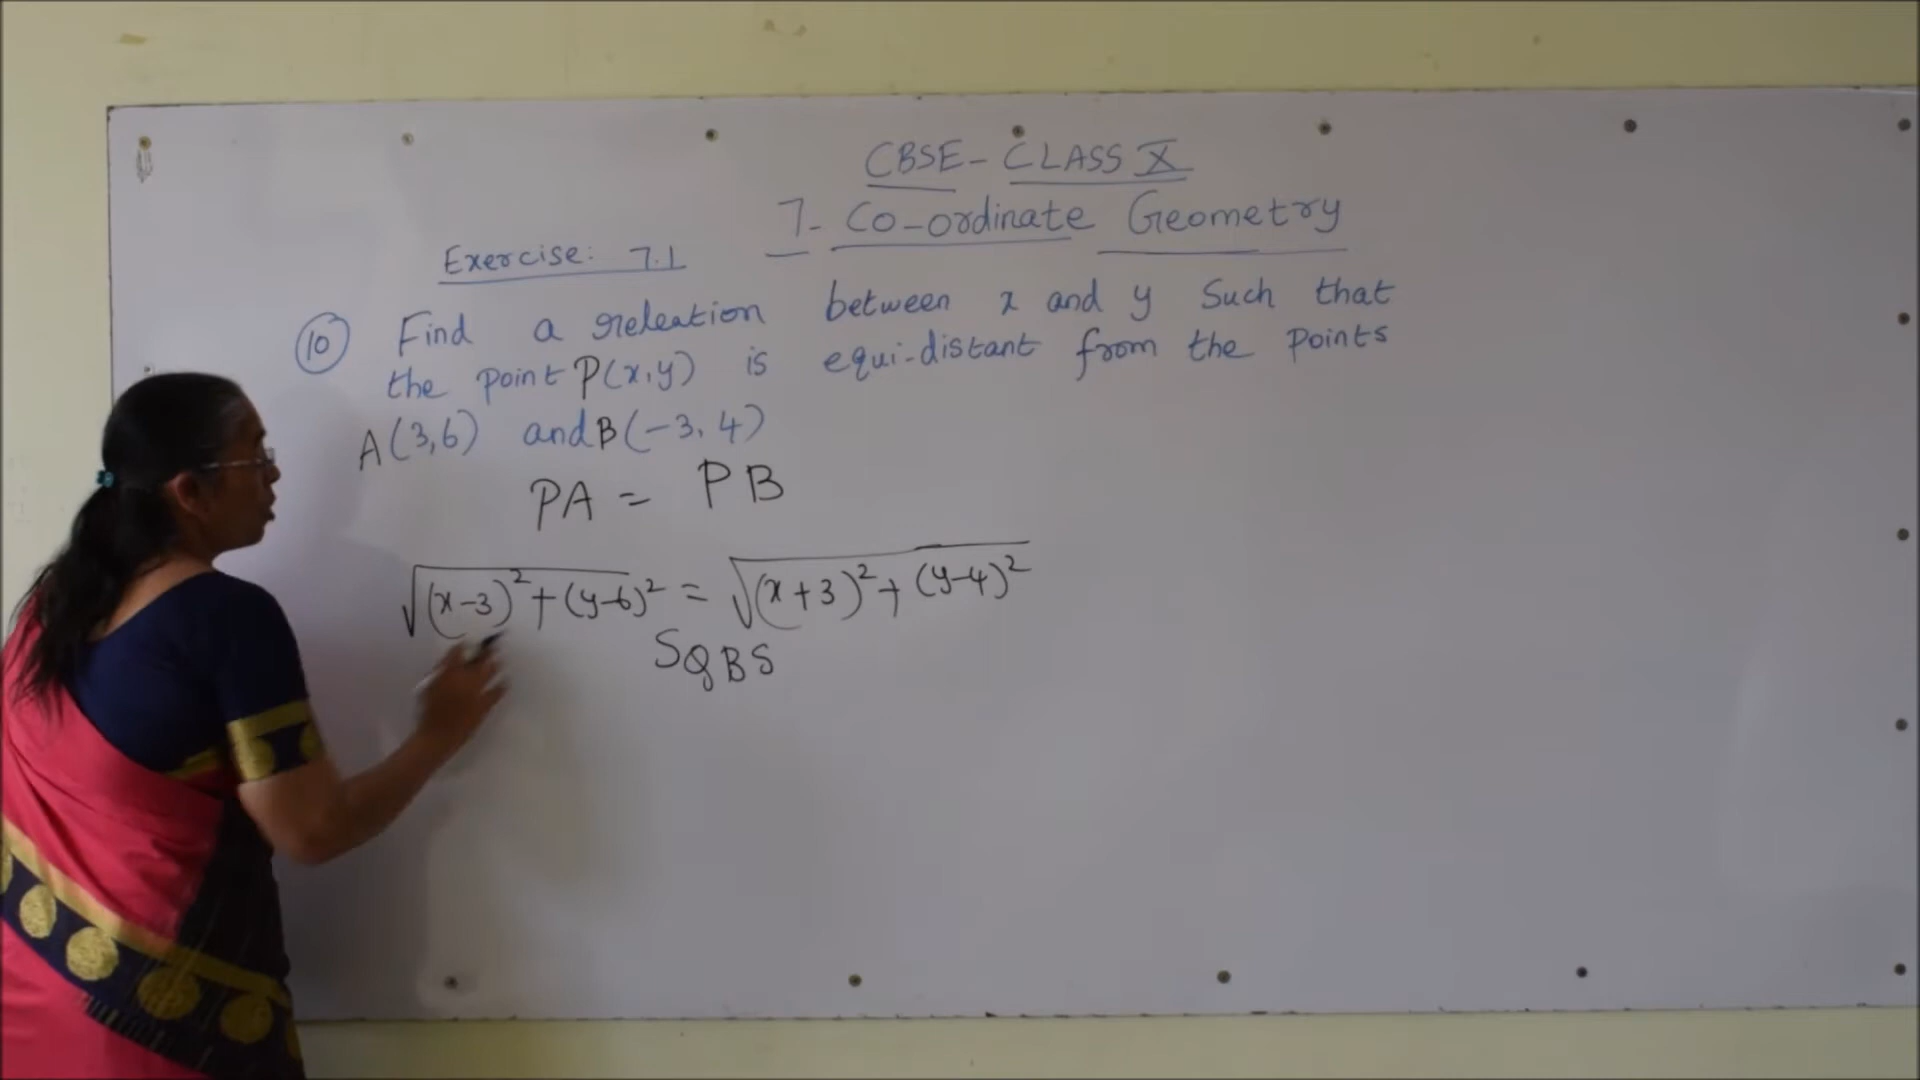 CBSE - CLASS X
7 - Co-ordinate Geometry
Exercise: 7.1
10 Find a releation between x and y Such that
the point P(x,y) is equi-distant from the points
A(3,6) and B(-3,4)
PA = PB
√(x-3)²+(y-6)² = √(x+3)²+(y-4)²
SQBS